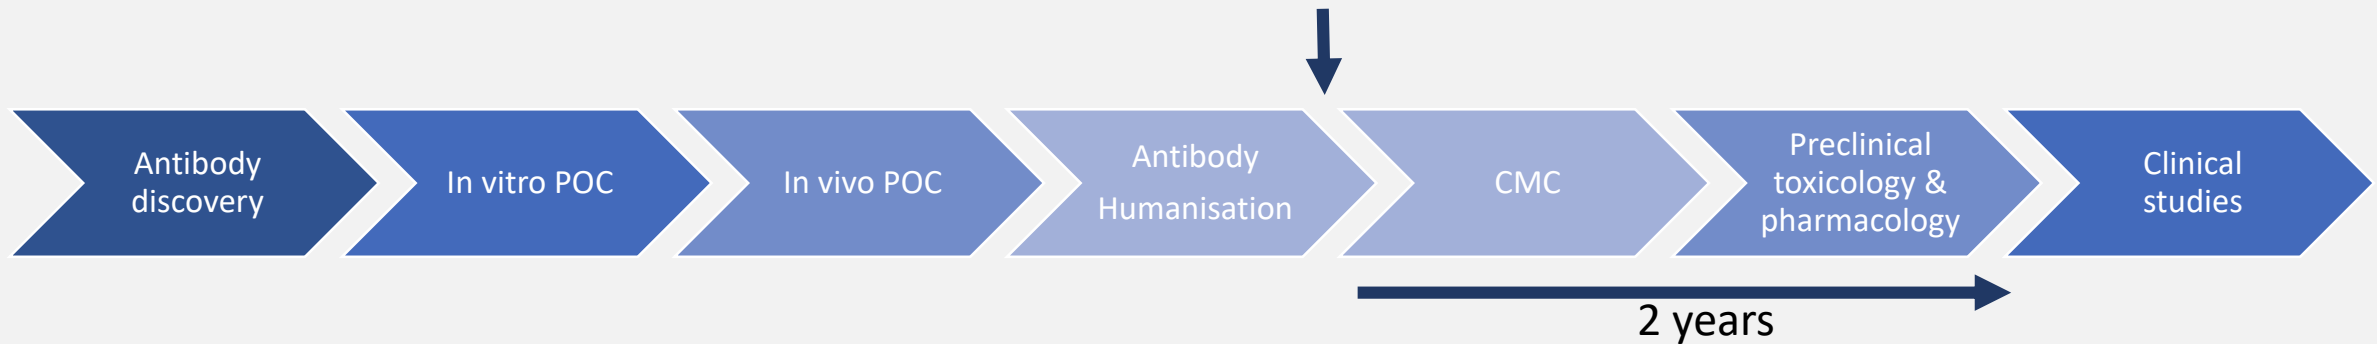 Antibody
discovery
In vitro POC
In vivo POC
Antibody
Humanisation
CMC
Preclinical
toxicology &
pharmacology
Clinical
studies
2 years